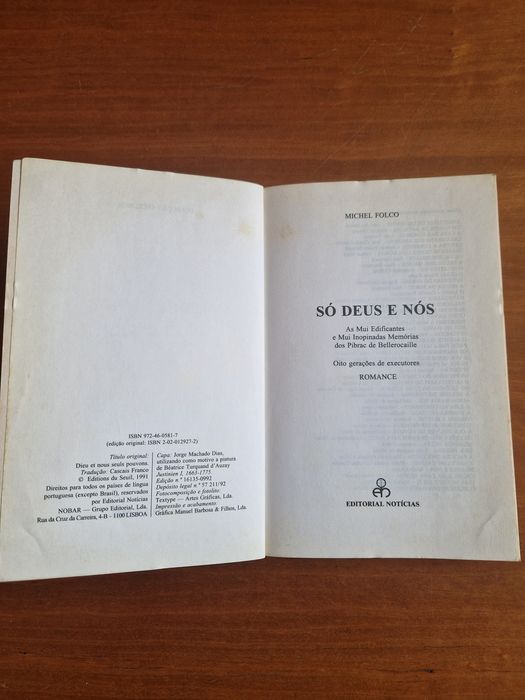 ISBN 972-46-0581-7
(edição original: ISBN 2-02-012927-2)
Título original:
Dieu et nous seuls pouvons.
Tradução: Cascais Franco
© Editions du Seuil, 1991
Direitos para todos os países de língua
portuguesa (excepto Brasil), reservados
por Editorial Notícias
NOBAR — Grupo Editorial, Lda.
Rua da Cruz da Carreira, 4-B — 1100 LISBOA
Capa: Jorge Machado Dias,
utilizando como motivo a pintura
de Béatrice Turquand d'Auzay
Justinien I, 1663-1775.
Edição n.º 16135-0992
Depósito legal n.º 57 211/92
Fotocomposição e fotolito:
Textype — Artes Gráficas, Lda.
Impressão e acabamento:
Gráfica Manuel Barbosa & Filhos, Lda.
MICHEL FOLCO
SÓ DEUS E NÓS
As Mui Edificantes
e Mui Inopinadas Memórias
dos Pibrac de Bellerocaille
Oito gerações de executores
ROMANCE
EDITORIAL NOTÍCIAS